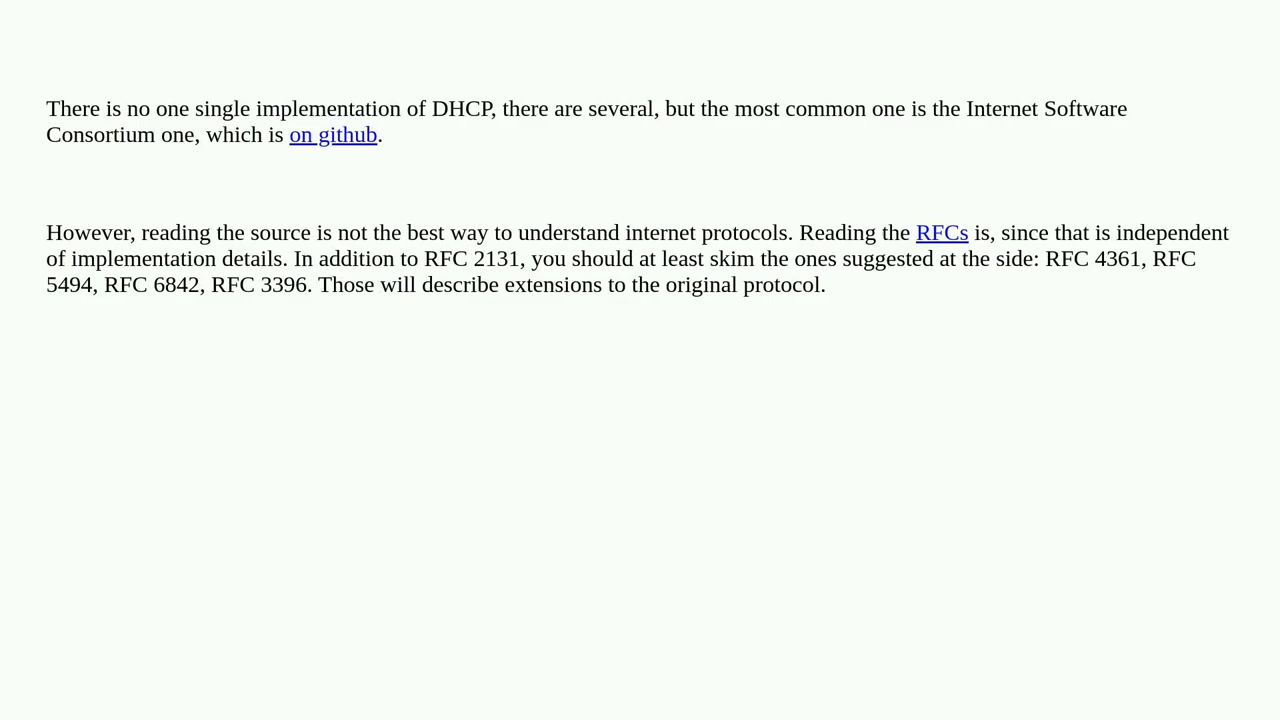 There is no one single implementation of DHCP, there are several, but the most common one is the Internet Software
Consortium one, which is on github.
However, reading the source is not the best way to understand internet protocols. Reading the RFCs is, since that is independent
of implementation details. In addition to RFC 2131, you should at least skim the ones suggested at the side: RFC 4361, RFC
5494, RFC 6842, RFC 3396. Those will describe extensions to the original protocol.